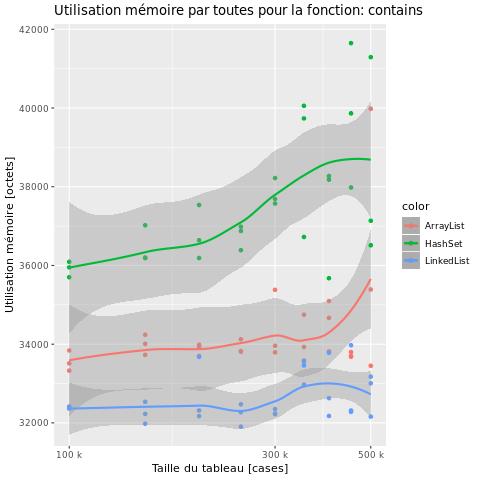 Utilisation mémoire par toutes pour la fonction: contains
Utilisation mémoire [octets]
42000
40000
38000
36000
34000
32000
100 k
300 k
500 k
Taille du tableau [cases]
color
ArrayList
HashSet
LinkedList